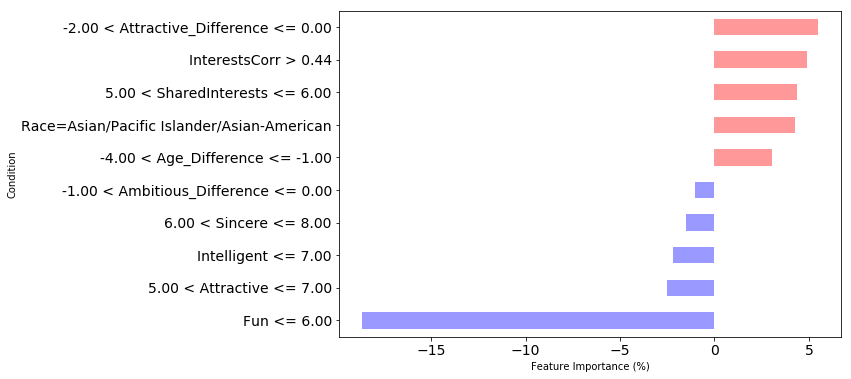 -2.00 < Attractive_Difference <= 0.00
InterestsCorr > 0.44
5.00 < SharedInterests <= 6.00
Race=Asian/Pacific Islander/Asian-American
-4.00 < Age_Difference <= -1.00
Condition
-1.00 < Ambitious_Difference <= 0.00
6.00 < Sincere <= 8.00
Intelligent <= 7.00
5.00 < Attractive <= 7.00
Fun <= 6.00
−15 −10 −5 0 5
Feature Importance (%)